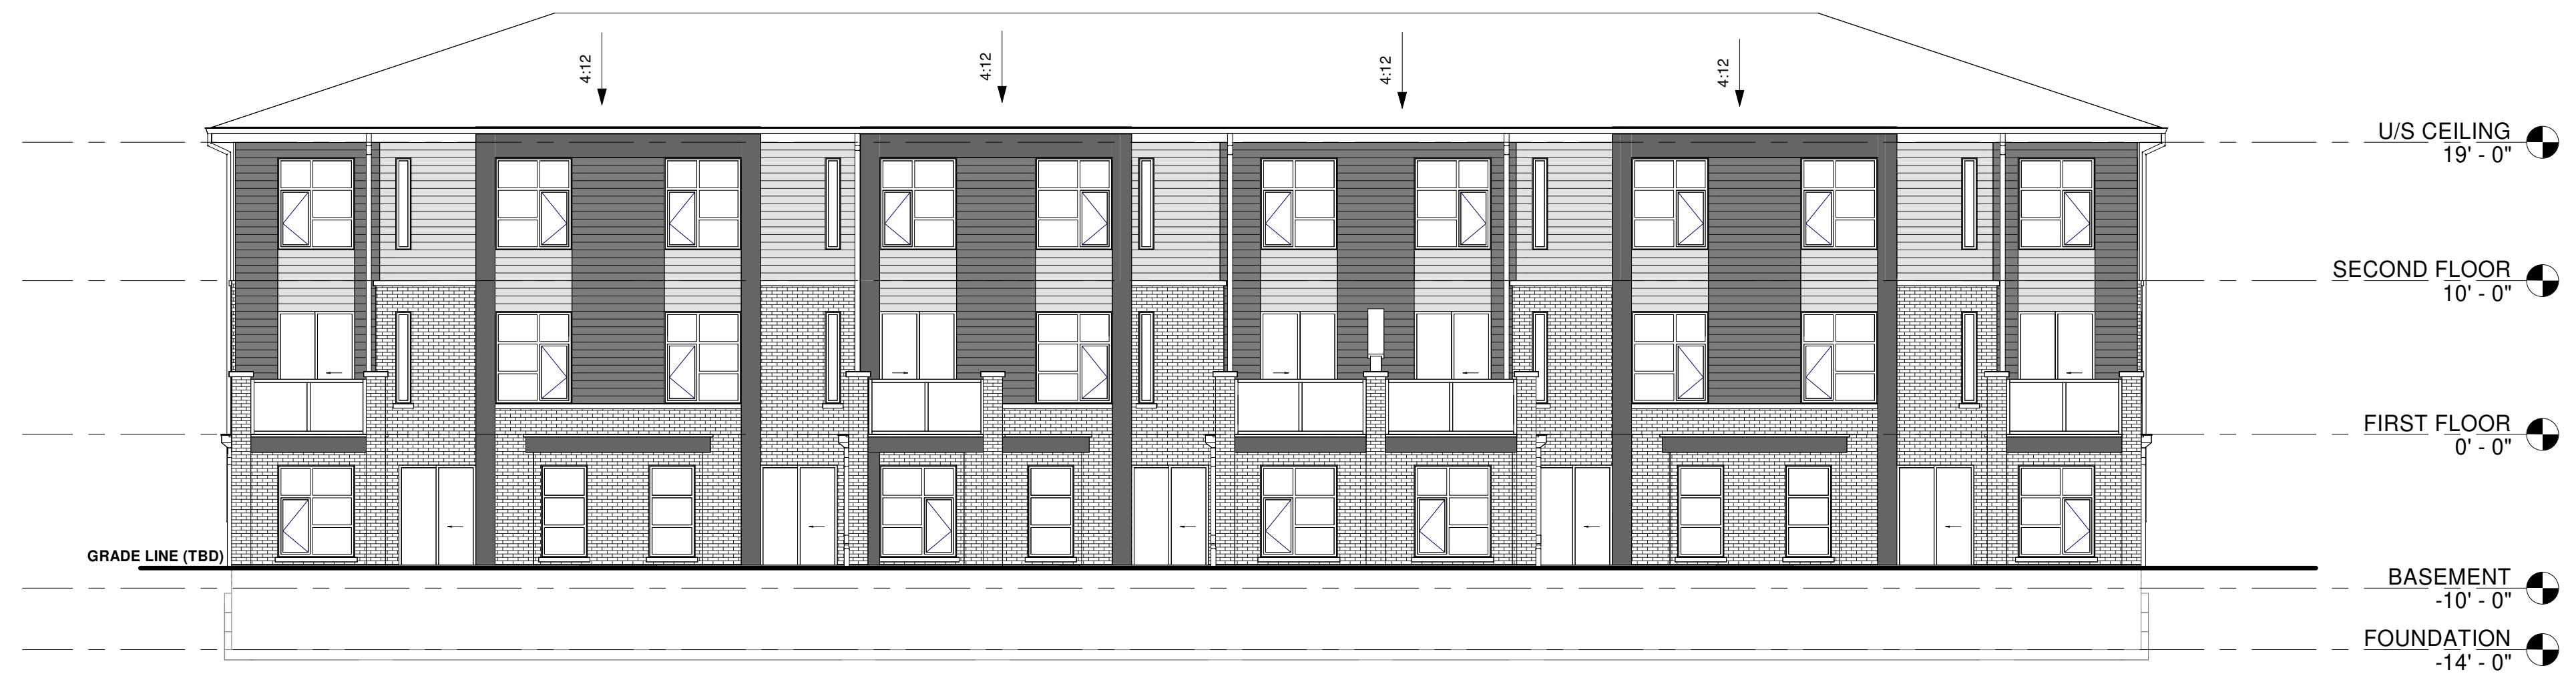 4:12
4:12
4:12
4:12
U/S CEILING
19' - 0"
SECOND FLOOR
10' - 0"
FIRST FLOOR
0' - 0"
GRADE LINE (TBD)
BASEMENT
-10' - 0"
FOUNDATION
-14' - 0"